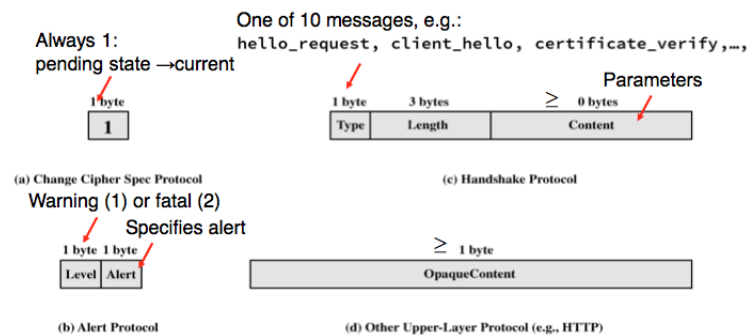 One of 10 messages, e.g.:
Always 1:
hello_request, client_hello, certificate_verify,…,
pending state →current
Parameters
1 byte
1 byte 3 bytes ≥ 0 bytes
1
Type Length Content
(a) Change Cipher Spec Protocol
(c) Handshake Protocol
Warning (1) or fatal (2)
Specifies alert
1 byte 1 byte
≥ 1 byte
Level Alert
OpaqueContent
(b) Alert Protocol
(d) Other Upper-Layer Protocol (e.g., HTTP)